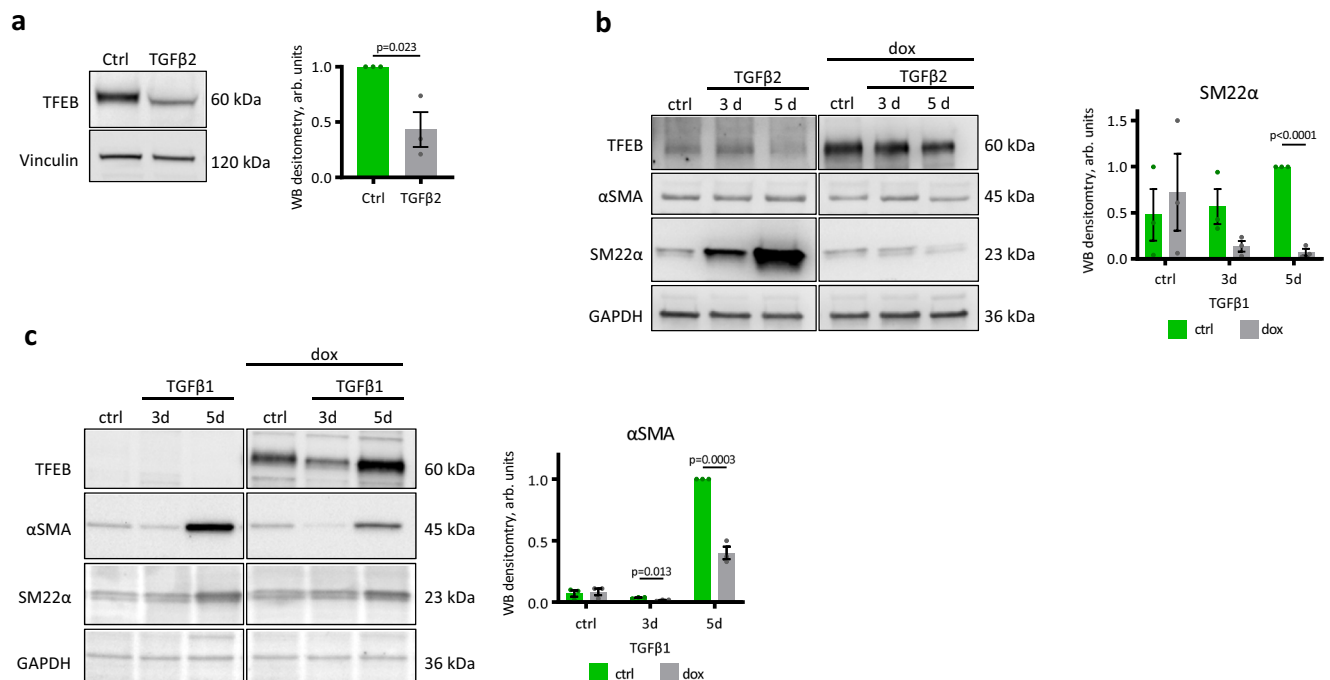 a
Ctrl TGFβ2
TFEB
60 kDa
Vinculin
120 kDa
WB desitometry, arb. units
p=0.023
1.0
0.5
0.0
Ctrl TGFβ2
b
dox
TGFβ2 TGFβ2
ctrl 3 d 5 d ctrl 3 d 5 d
TFEB
60 kDa
αSMA
45 kDa
SM22α
23 kDa
GAPDH
36 kDa
SM22α
WB densitomtry, arb. units
p<0.0001
1.5
1.0
0.5
0.0
ctrl 3d 5d
TGFβ1
ctrl dox
c
dox
TGFβ1 TGFβ1
ctrl 3d 5d ctrl 3d 5d
TFEB
60 kDa
αSMA
45 kDa
SM22α
23 kDa
GAPDH
36 kDa
αSMA
WB densitomtry, arb. units
p=0.0003
p=0.013
1.0
0.5
0.0
ctrl 3d 5d
TGFβ1
ctrl dox